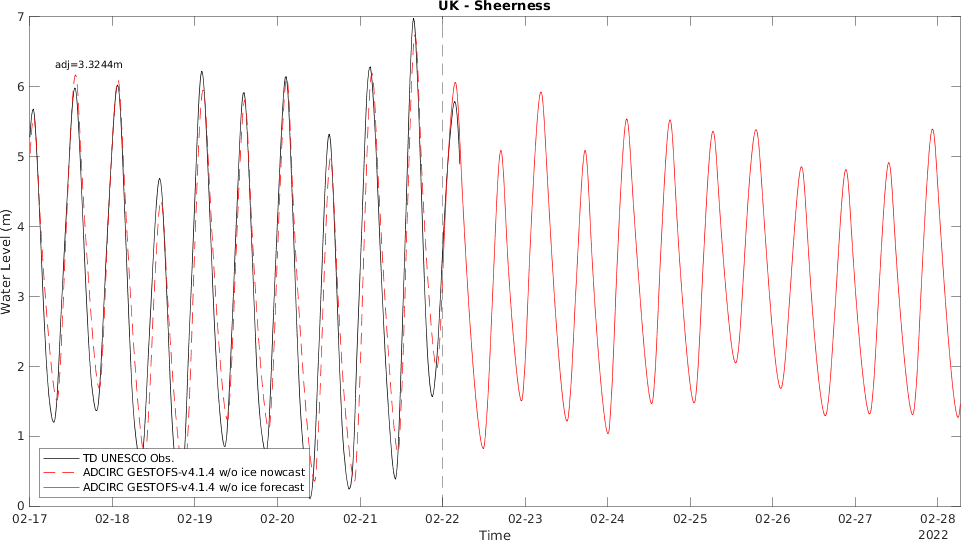 UK - Sheerness
Water Level (m)
7
6
5
4
3
2
1
0
adj=3.3244m
TD UNESCO Obs.
ADCIRC GESTOFS-v4.1.4 w/o ice nowcast
ADCIRC GESTOFS-v4.1.4 w/o ice forecast
02-17 02-18 02-19 02-20 02-21 02-22 02-23 02-24 02-25 02-26 02-27 02-28
Time
2022